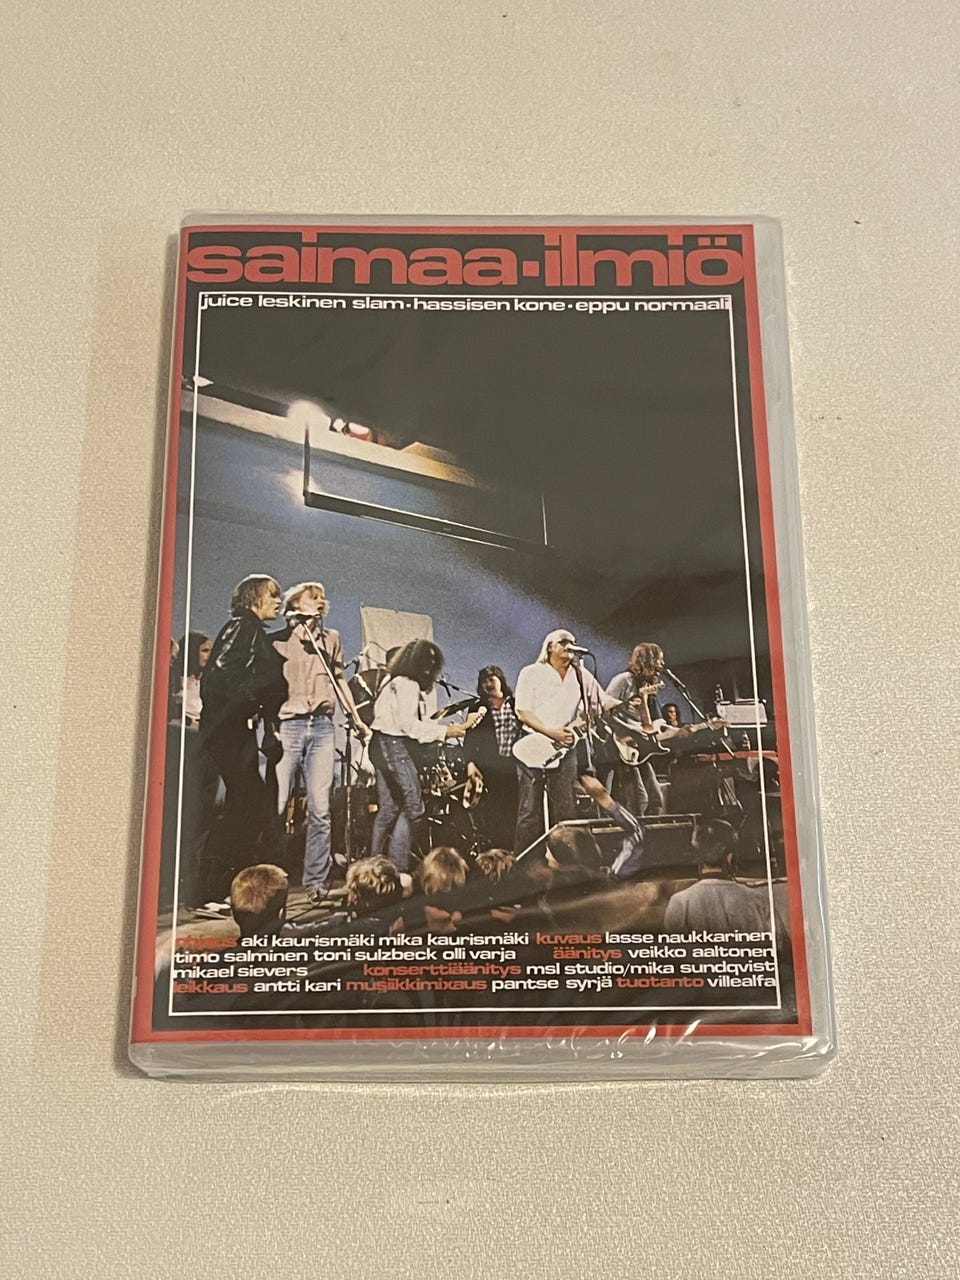 saimaa·ilmiö
juice leskinen slam·hassisen kone·eppu normaali
ohjaus aki kaurismäki mika kaurismäki kuvaus lasse naukkarinen
timo salminen toni sulzbeck olli varja äänitys veikko aaltonen
mikael sievers konserttiäänitys msl studio/mika sundqvist
leikkaus antti kari musiikkimixaus pantse syrjä tuotanto villealfa